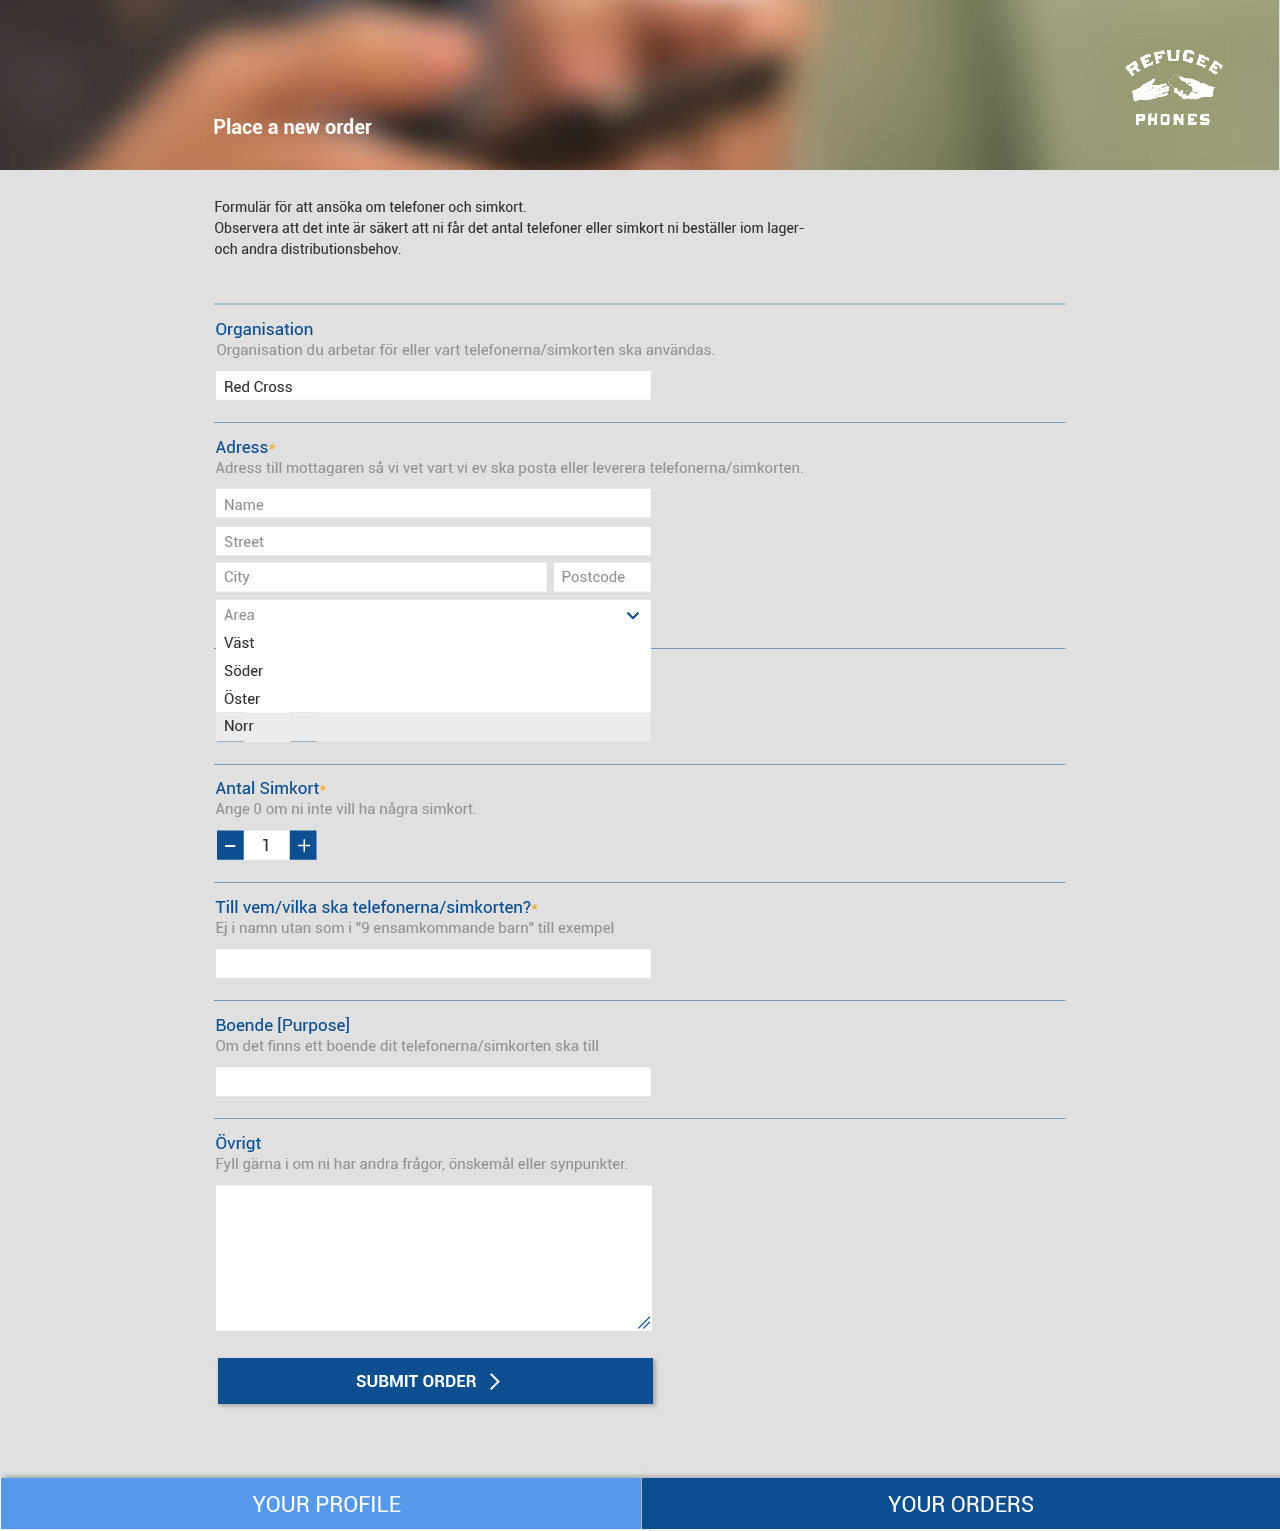 REFUGEE
PHONES
Place a new order
Formulär för att ansöka om telefoner och simkort.
Observera att det inte är säkert att ni får det antal telefoner eller simkort ni beställer iom lager-
och andra distributionsbehov.
Organisation
Organisation du arbetar för eller vart telefonerna/simkorten ska användas.
Red Cross
Adress*
Adress till mottagaren så vi vet vart vi ev ska posta eller leverera telefonerna/simkorten.
Name
Street
City Postcode
Area
Väst
Söder
Öster
Norr
Antal Simkort*
Ange 0 om ni inte vill ha några simkort.
- 1 +
Till vem/vilka ska telefonerna/simkorten?*
Ej i namn utan som i "9 ensamkommande barn" till exempel
Boende [Purpose]
Om det finns ett boende dit telefonerna/simkorten ska till
Övrigt
Fyll gärna i om ni har andra frågor, önskemål eller synpunkter.
SUBMIT ORDER
YOUR PROFILE YOUR ORDERS